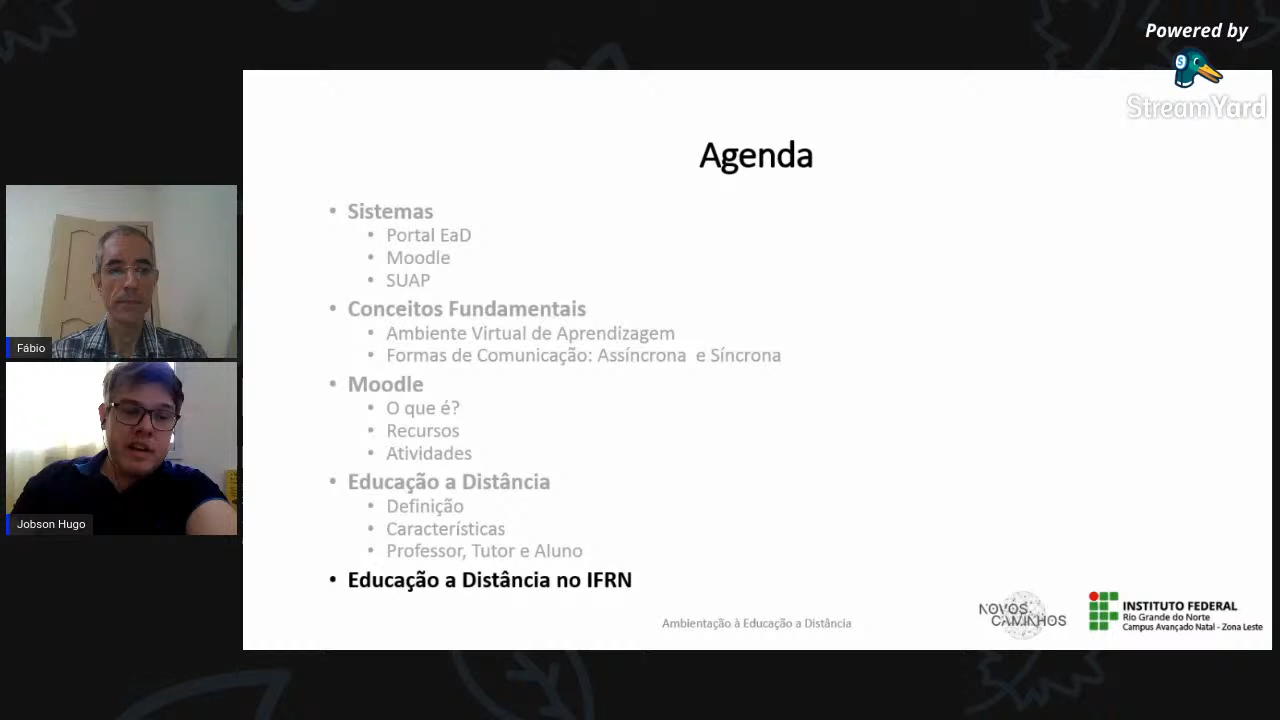 Powered by
StreamYard
Agenda
• Sistemas
• Portal EaD
• Moodle
• SUAP
• Conceitos Fundamentais
• Ambiente Virtual de Aprendizagem
• Formas de Comunicação: Assíncrona e Síncrona
• Moodle
• O que é?
• Recursos
• Atividades
• Educação a Distância
• Definição
• Características
• Professor, Tutor e Aluno
• Educação a Distância no IFRN
Fábio
Jobson Hugo
Ambientação à Educação a Distância
NOVOS
CAMINHOS
INSTITUTO FEDERAL
Rio Grande do Norte
Campus Avançado Natal - Zona Leste